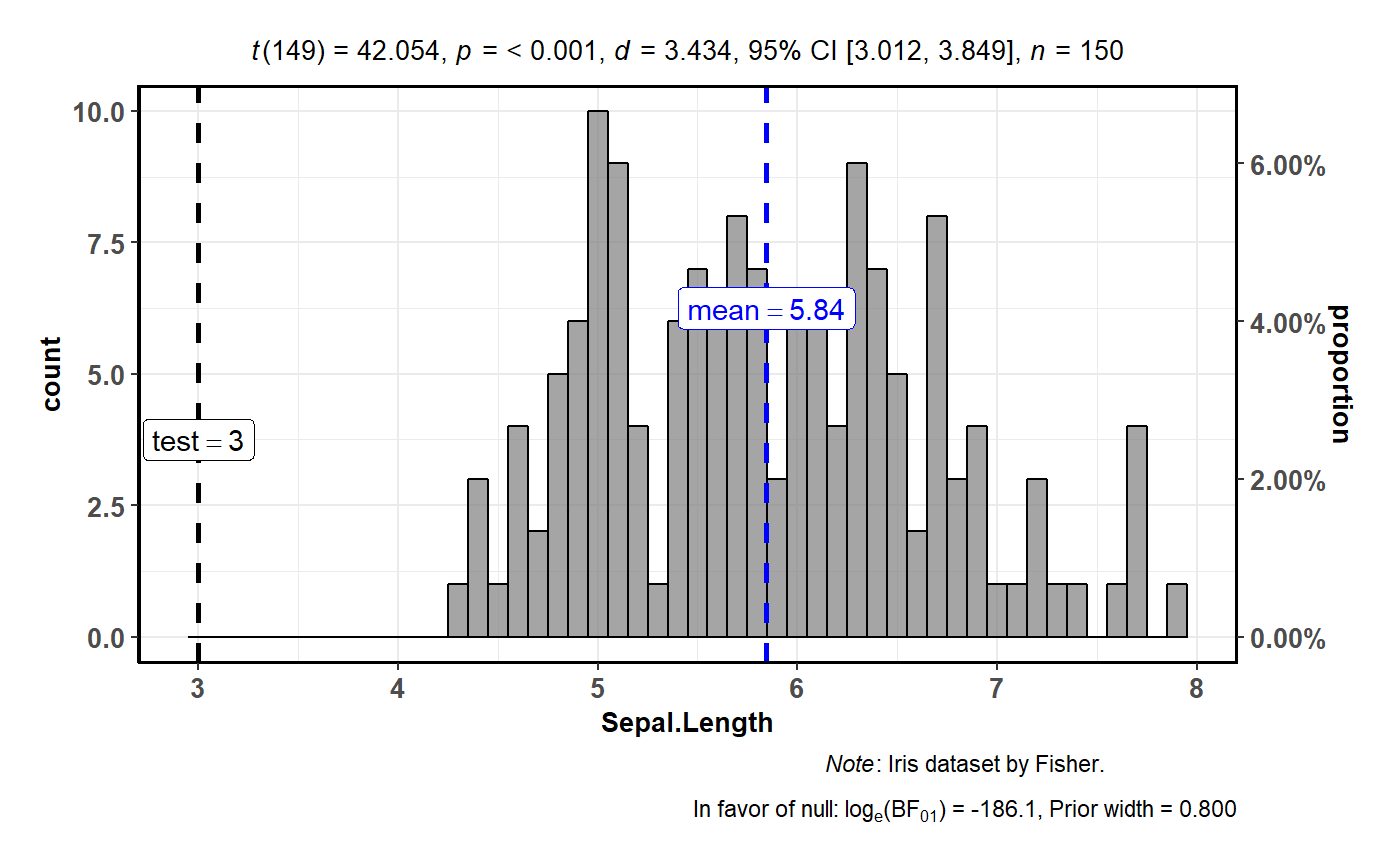 t(149) = 42.054, p = < 0.001, d = 3.434, 95% CI [3.012, 3.849], n = 150
count
10.0
7.5
5.0
2.5
0.0
6.00%
4.00%
2.00%
0.00%
proportion
mean = 5.84
test = 3
3 4 5 6 7 8
Sepal.Length
Note: Iris dataset by Fisher.
In favor of null: logₑ(BF₀₁) = -186.1, Prior width = 0.800